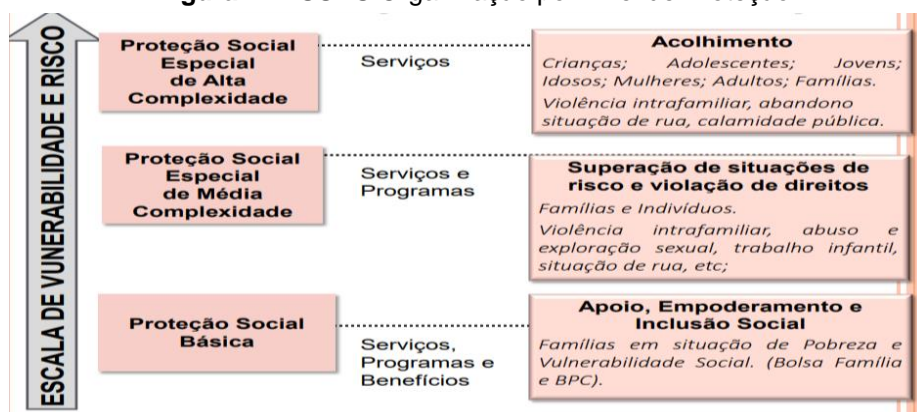 ESCALA DE VUNERABILIDADE E RISCO
Proteção Social
Especial
de Alta
Complexidade
Serviços
Acolhimento
Crianças; Adolescentes; Jovens;
Idosos; Mulheres; Adultos; Famílias.
Violência intrafamiliar, abandono
situação de rua, calamidade pública.
Proteção Social
Especial
de Média
Complexidade
Serviços e
Programas
Superação de situações de
risco e violação de direitos
Famílias e Indivíduos.
Violência intrafamiliar, abuso e
exploração sexual, trabalho infantil,
situação de rua, etc;
Proteção Social
Básica
Serviços,
Programas e
Benefícios
Apoio, Empoderamento e
Inclusão Social
Famílias em situação de Pobreza e
Vulnerabilidade Social. (Bolsa Família
e BPC).